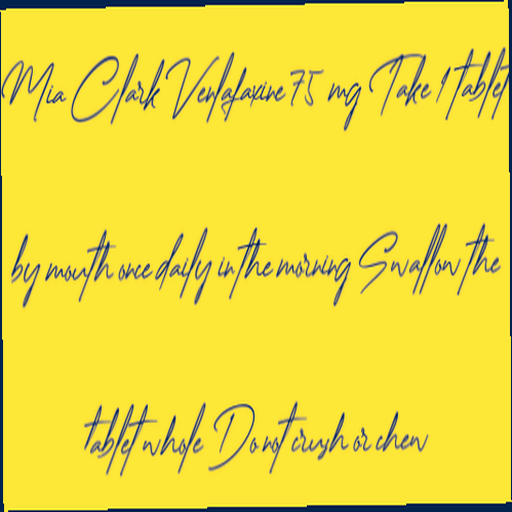 Mia Clark Venlafaxine 75 mg Take 1 tablet
by mouth once daily in the morning Swallow the
tablet whole Do not crush or chew